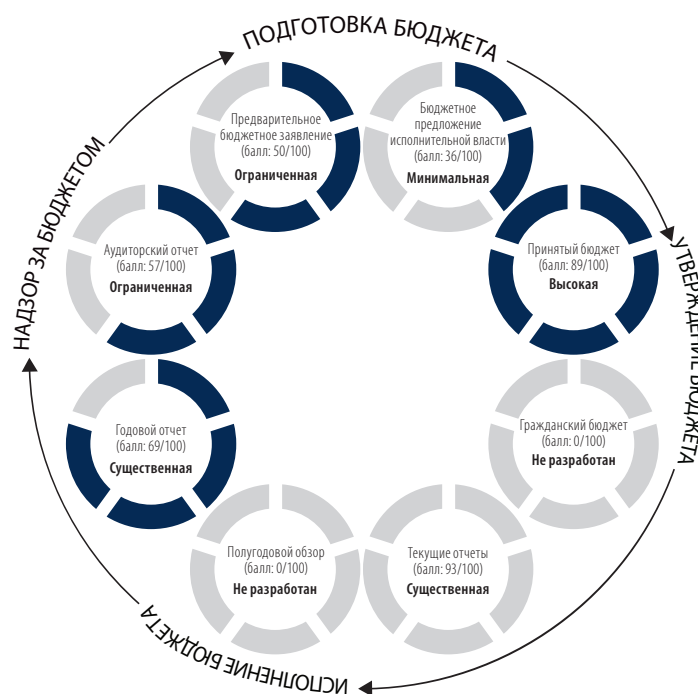 ПОДГОТОВКА БЮДЖЕТА
Предварительное
бюджетное заявление
(балл: 50/100)
Ограниченная
Бюджетное
предложение
исполнительной власти
(балл: 36/100)
Минимальная
УТВЕРЖДЕНИЕ БЮДЖЕТА
Принятый бюджет
(балл: 89/100)
Высокая
Гражданский бюджет
(балл: 0/100)
Не разработан
Текущие отчеты
(балл: 93/100)
Существенная
ИСПОЛНЕНИЕ БЮДЖЕТА
Полугодовой обзор
(балл: 0/100)
Не разработан
Годовой отчет
(балл: 69/100)
Существенная
НАДЗОР ЗА БЮДЖЕТОМ
Аудиторский отчет
(балл: 57/100)
Ограниченная